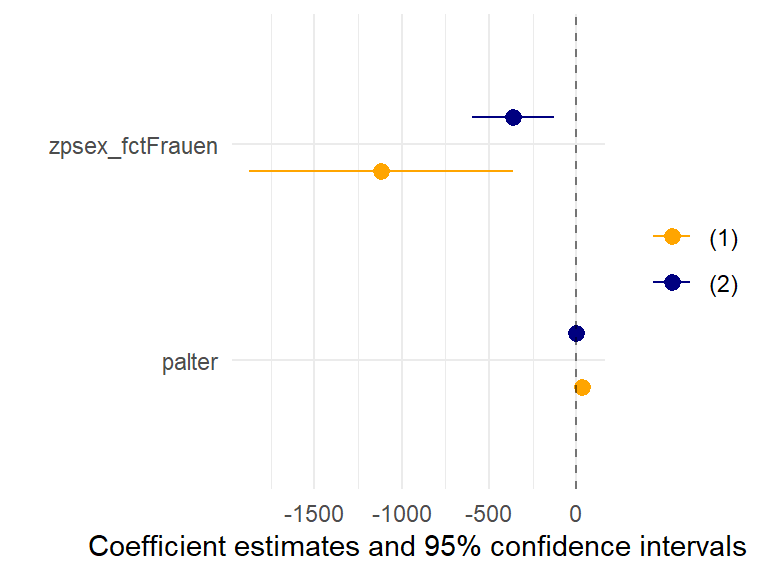 zpsex_fctFrauen
palter
(1)
(2)
-1500 -1000 -500 0
Coefficient estimates and 95% confidence intervals